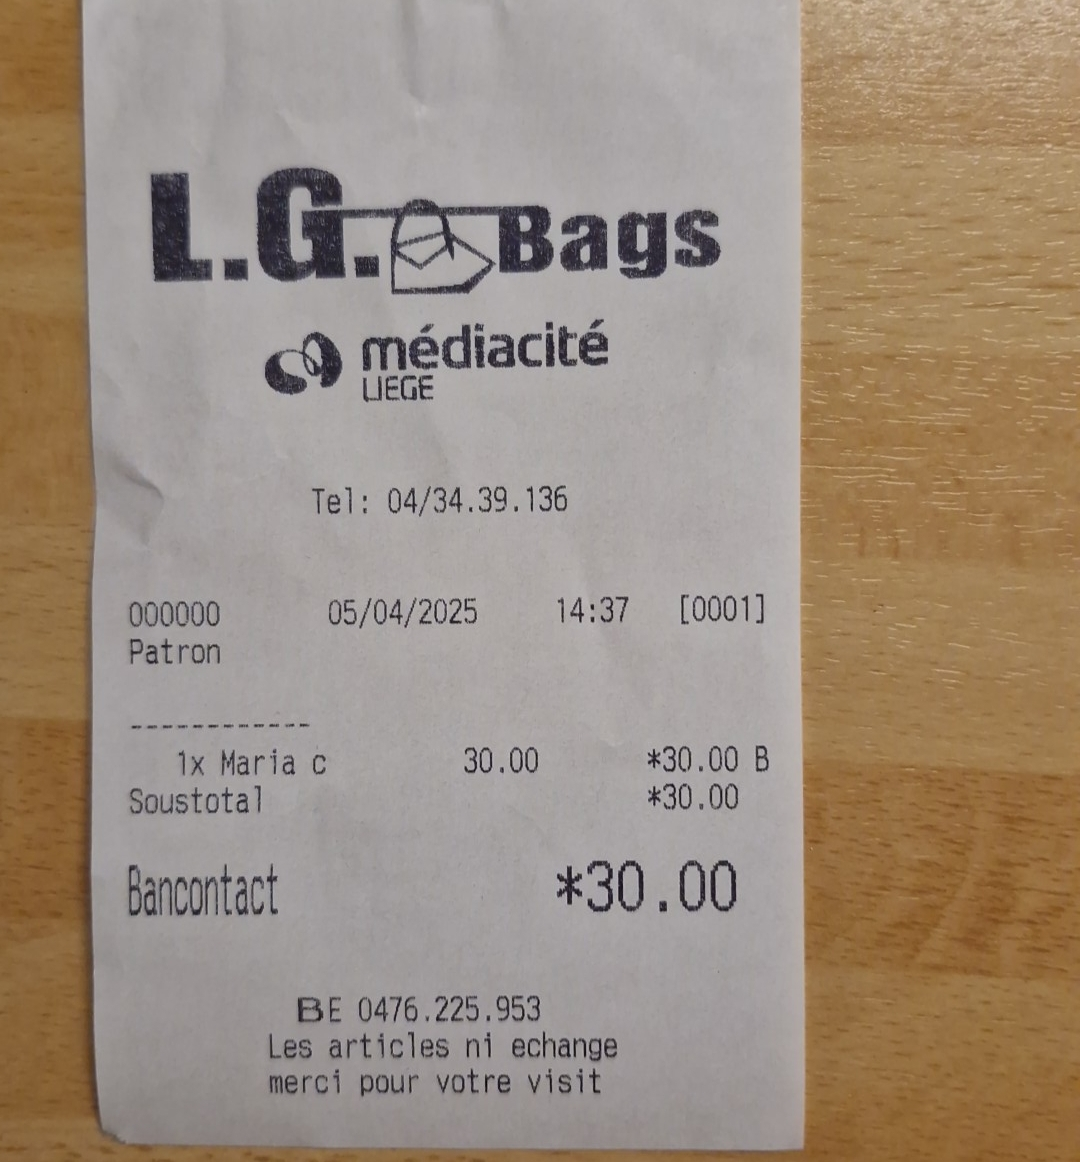 L.G. Bags
médiacité
LIEGE
Tel: 04/34.39.136
000000 05/04/2025 14:37 [0001]
Patron
------------
1x Maria c 30.00 *30.00 B
Soustotal *30.00
Bancontact *30.00
BE 0476.225.953
Les articles ni echange
merci pour votre visit